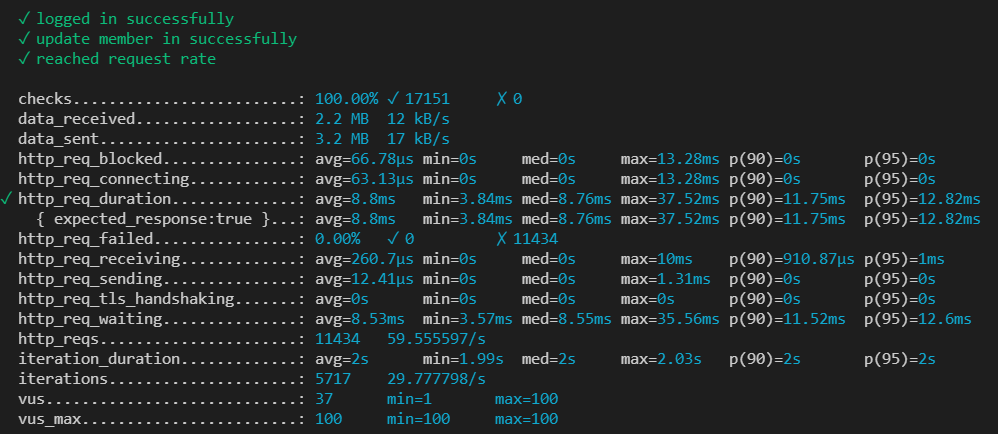 ✓ logged in successfully
✓ update member in successfully
✓ reached request rate
checks.........................: 100.00% ✓ 17151 ✗ 0
data_received..................: 2.2 MB 12 kB/s
data_sent......................: 3.2 MB 17 kB/s
http_req_blocked...............: avg=66.78µs min=0s med=0s max=13.28ms p(90)=0s p(95)=0s
http_req_connecting............: avg=63.13µs min=0s med=0s max=13.28ms p(90)=0s p(95)=0s
✓ http_req_duration..............: avg=8.8ms min=3.84ms med=8.76ms max=37.52ms p(90)=11.75ms p(95)=12.82ms
{ expected_response:true }...: avg=8.8ms min=3.84ms med=8.76ms max=37.52ms p(90)=11.75ms p(95)=12.82ms
http_req_failed................: 0.00% ✓ 0 ✗ 11434
http_req_receiving.............: avg=260.7µs min=0s med=0s max=10ms p(90)=910.87µs p(95)=1ms
http_req_sending...............: avg=12.41µs min=0s med=0s max=1.31ms p(90)=0s p(95)=0s
http_req_tls_handshaking.......: avg=0s min=0s med=0s max=0s p(90)=0s p(95)=0s
http_req_waiting...............: avg=8.53ms min=3.57ms med=8.55ms max=35.56ms p(90)=11.52ms p(95)=12.6ms
http_reqs......................: 11434 59.555597/s
iteration_duration.............: avg=2s min=1.99s med=2s max=2.03s p(90)=2s p(95)=2s
iterations.....................: 5717 29.777798/s
vus............................: 37 min=1 max=100
vus_max........................: 100 min=100 max=100